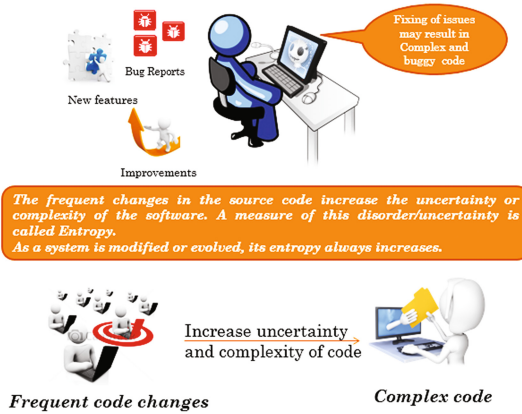 Fixing of issues
may result in
Complex and
buggy code
Bug Reports
New features
Improvements
The frequent changes in the source code increase the uncertainty or
complexity of the software. A measure of this disorder/uncertainty is
called Entropy.
As a system is modified or evolved, its entropy always increases.
Increase uncertainty
and complexity of code
Frequent code changes
Complex code